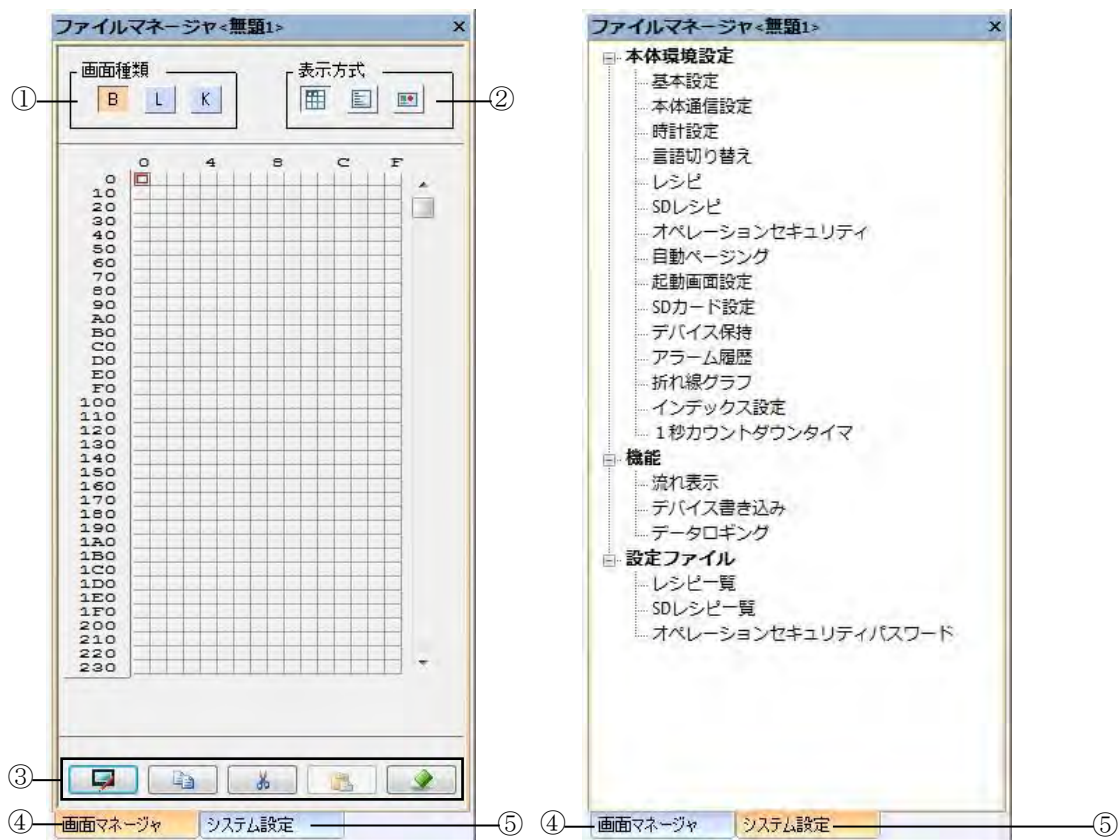 ファイルマネージャ<無題1> ×
画面種類
表示方式
①
B L K
②
0 4 8 C F
0
10
20
30
40
50
60
70
80
90
A0
B0
C0
D0
E0
F0
100
110
120
130
140
150
160
170
180
190
1A0
1B0
1C0
1D0
1E0
1F0
200
210
220
230
③
④
画面マネージャ
システム設定
⑤
ファイルマネージャ<無題1> ×
本体環境設定
基本設定
本体通信設定
時計設定
言語切り替え
レシピ
SDレシピ
オペレーションセキュリティ
自動ページング
起動画面設定
SDカード設定
デバイス保持
アラーム履歴
折れ線グラフ
インデックス設定
1秒カウントダウンタイマ
機能
流れ表示
デバイス書き込み
データロギング
設定ファイル
レシピ一覧
SDレシピ一覧
オペレーションセキュリティパスワード
④
画面マネージャ
システム設定
⑤